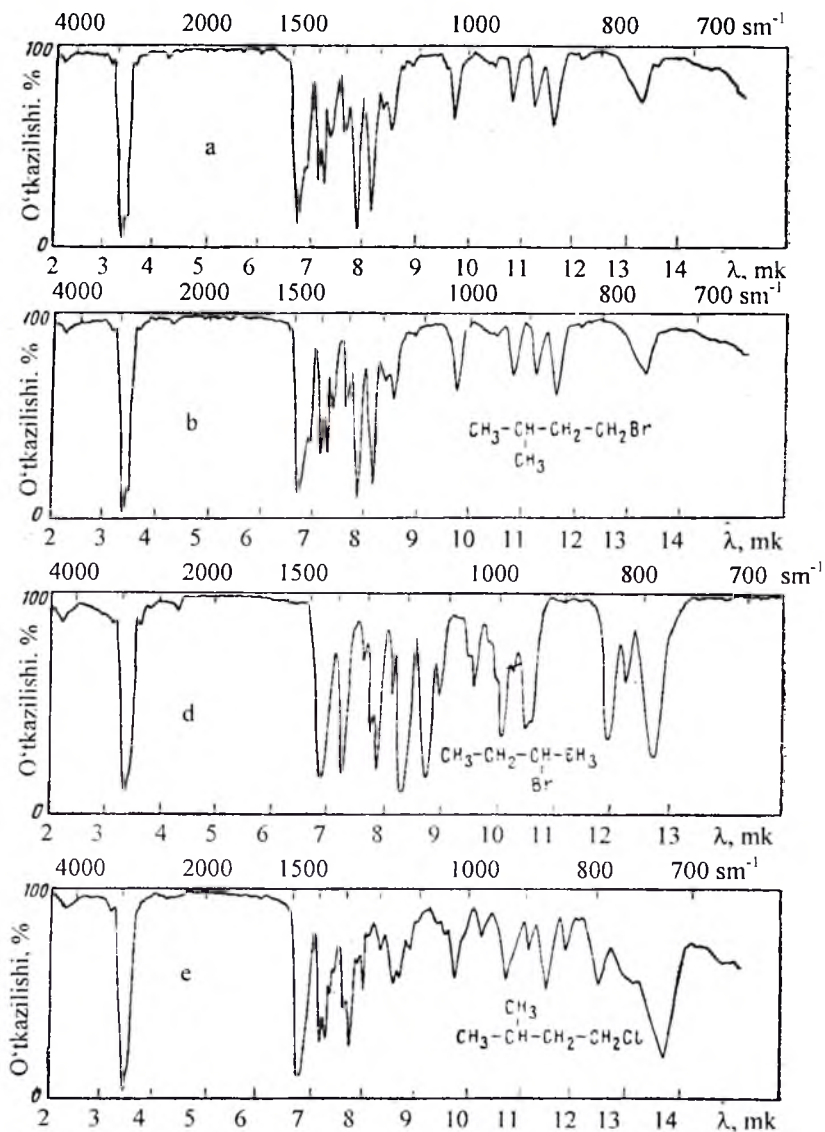 4000 2000 1500 1000 900 800 700 sm⁻¹
100
O'tkazilishi. %
a
0
2 3 4 5 6 7 8 9 10 11 12 13 14 λ, mk
4000 2000 1500 1000 900 800 700 sm⁻¹
100
O'tkazilishi. %
b
CH₃-CH-CH₂-CH₂Br
CH₃
0
2 3 4 5 6 7 8 9 10 11 12 13 14 λ, mk
4000 2000 1500 1000 900 800 700 sm⁻¹
100
O'tkazilishi. %
d
CH₃-CH₂-CH-CH₃
Br
0
2 3 4 5 6 7 8 9 10 11 12 13 λ, mk
4000 2000 1500 1000 900 800 700 sm⁻¹
100
O'tkazilishi, %
e
CH₃
CH₃-CH-CH₂-CH₂Cl
0
2 3 4 5 6 7 8 9 10 11 12 13 14 λ, mk